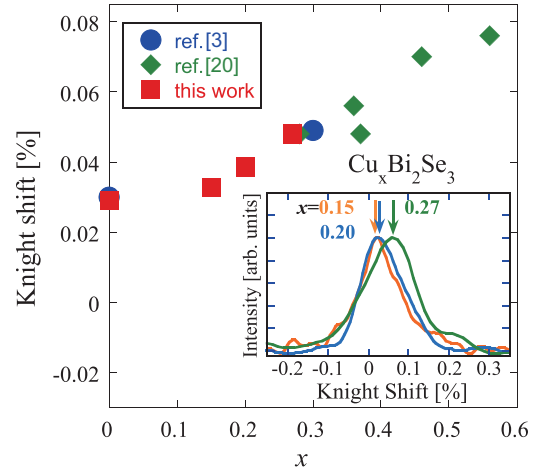 0.08
0.06
0.04
0.02
0
-0.02
Knight shift [%]
ref.[3]
ref.[20]
this work
CuₓBi₂Se₃
x=0.15
0.20
0.27
Intensity [arb. units]
-0.2 -0.1 0 0.1 0.2 0.3
Knight Shift [%]
0 0.1 0.2 0.3 0.4 0.5 0.6
x